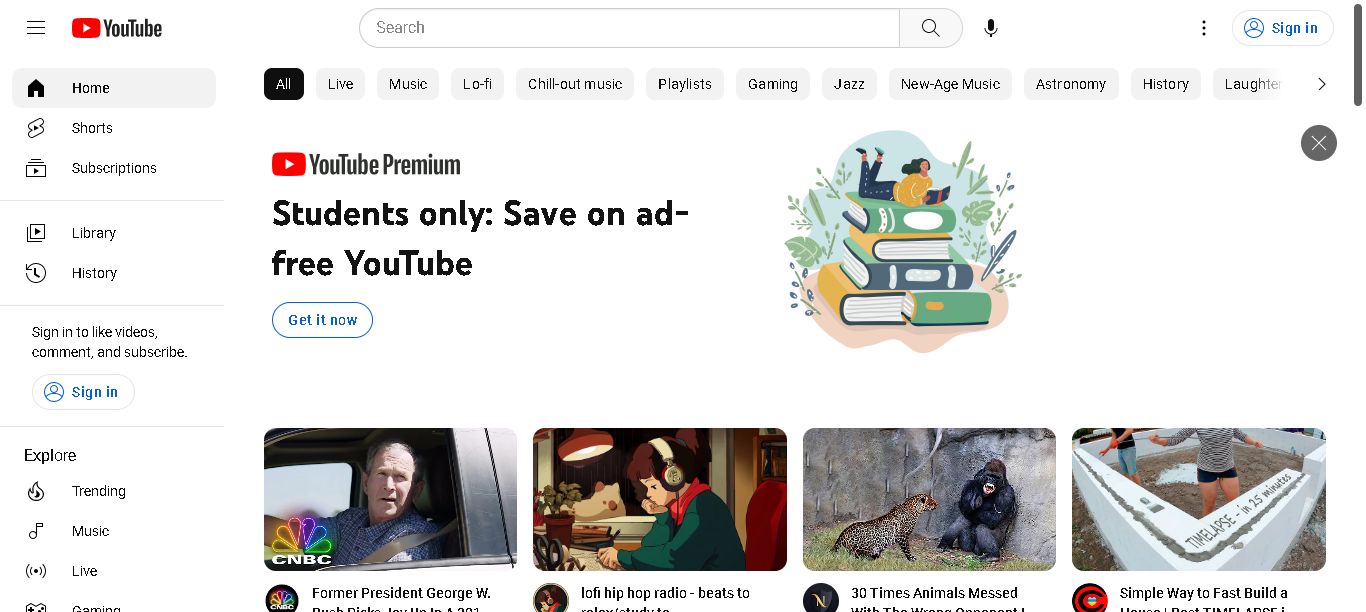 YouTube
Search
Sign in
Home
Shorts
Subscriptions
Library
History
Sign in to like videos,
comment, and subscribe.
Sign in
Explore
Trending
Music
Live
Gaming
All
Live
Music
Lo-fi
Chill-out music
Playlists
Gaming
Jazz
New-Age Music
Astronomy
History
Laughter
YouTube Premium
Students only: Save on ad-
free YouTube
Get it now
CNBC
TIMELAPSE - in 25 minutes
CNBC
Former President George W.
Bush Picks Joy Up In A 201
lofi hip hop radio - beats to
relax/study to
N
30 Times Animals Messed
With The Wrong Opponent
Simple Way to Fast Build a
House | Best TIMELAPSE